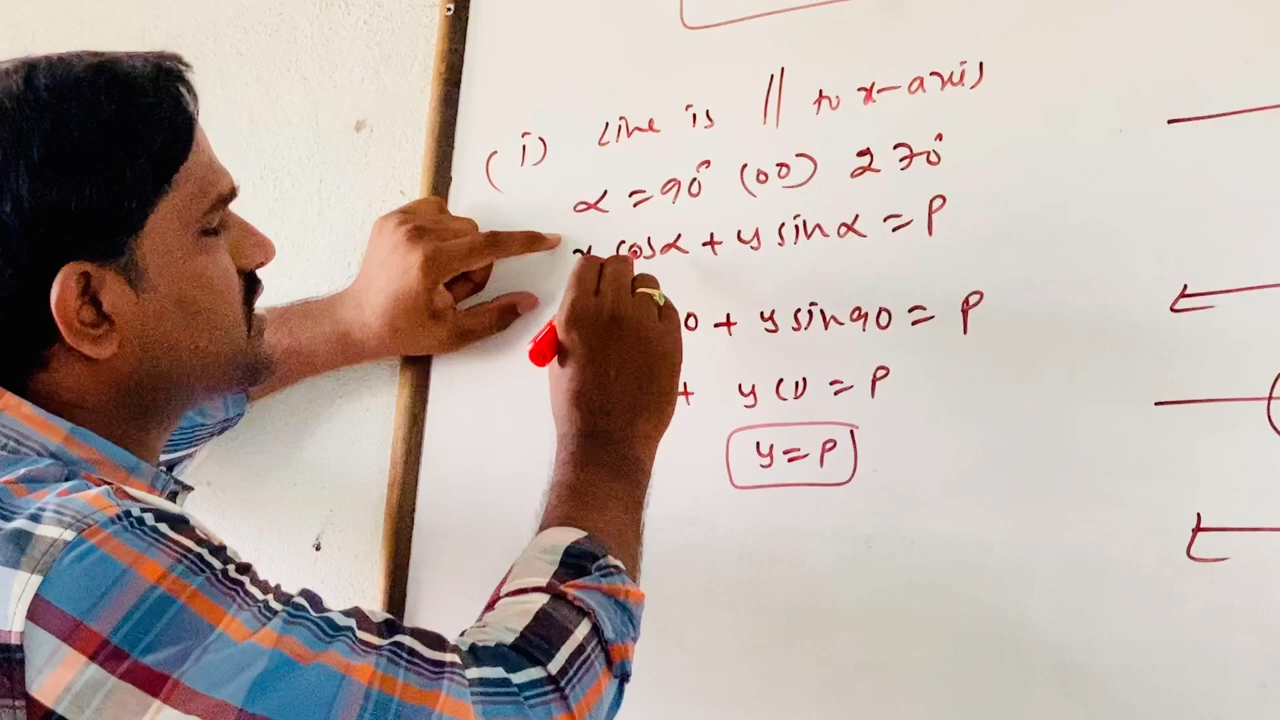 (i) Line is || to x-axis
α = 90° (or) 270°
x cosα + y sinα = P
0 + y sin90 = P
+ y(1) = P
y = P